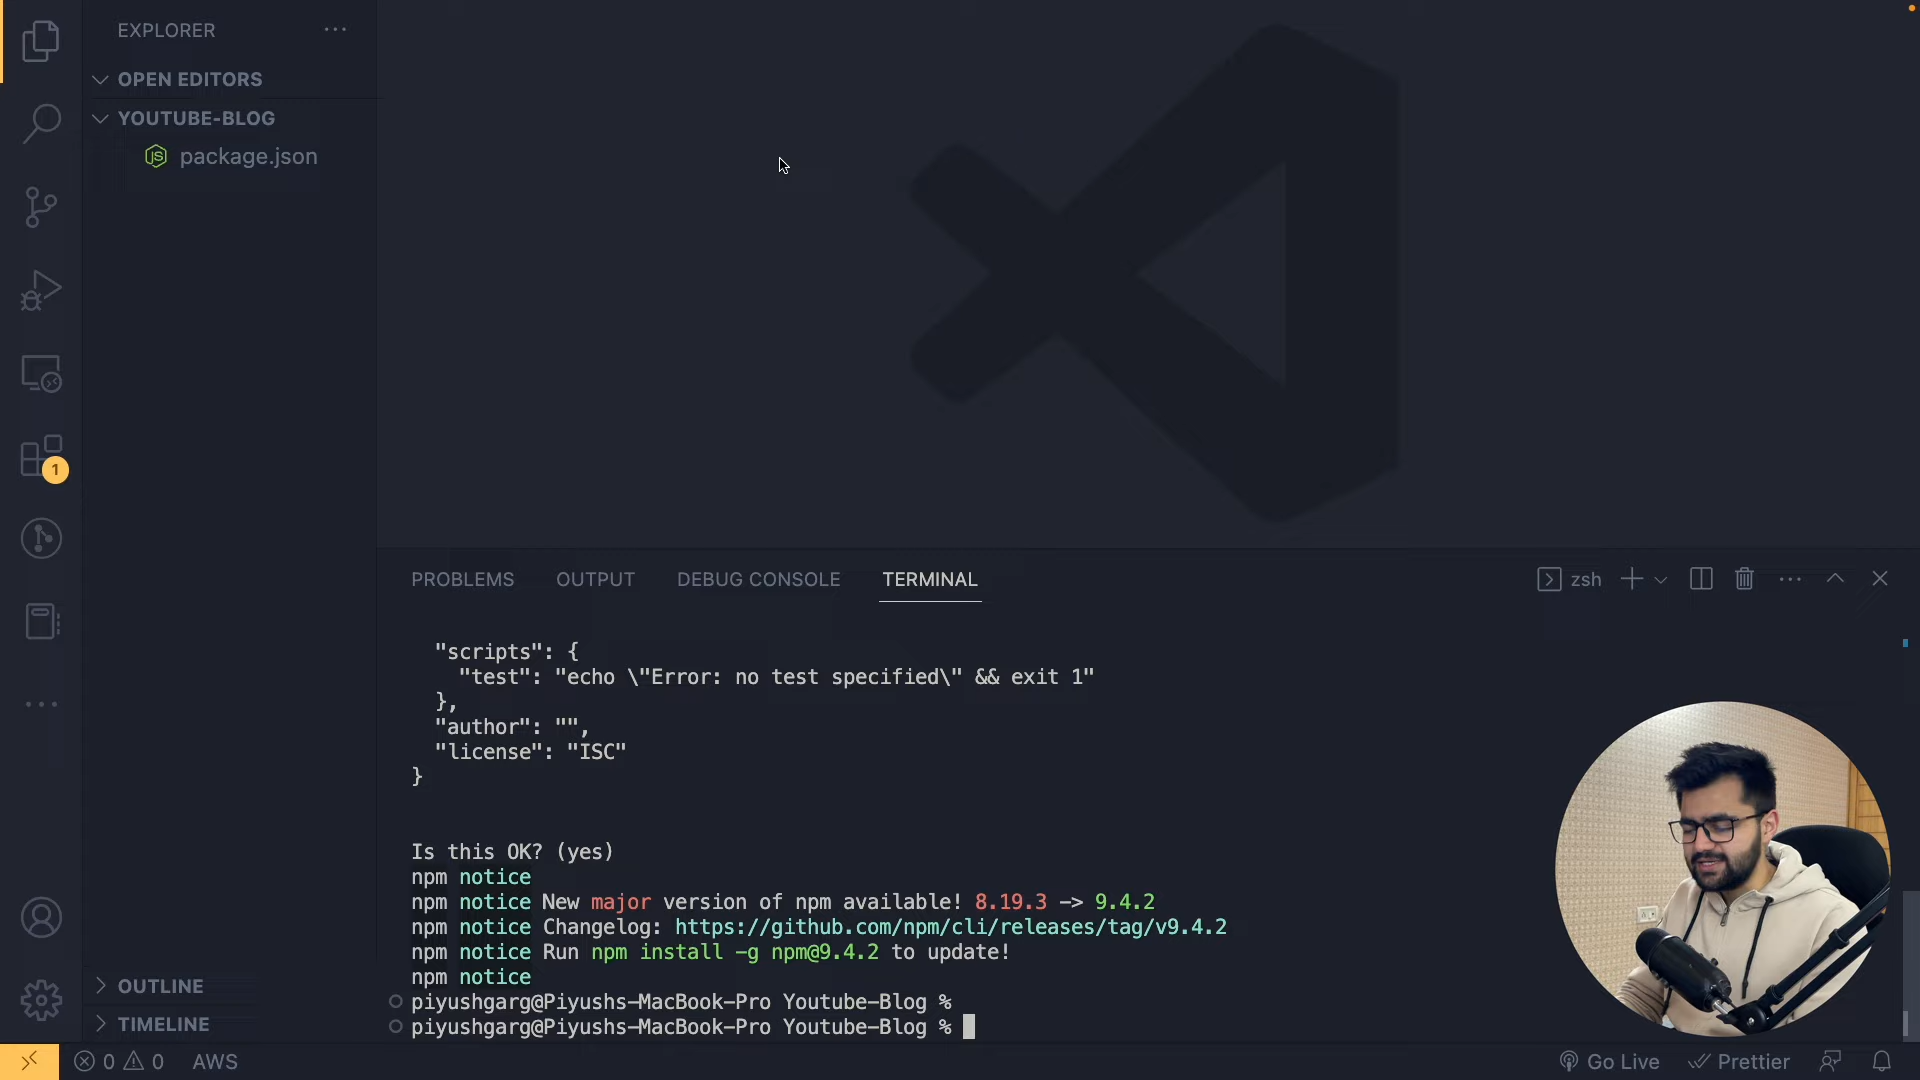 EXPLORER
OPEN EDITORS
YOUTUBE-BLOG
JS package.json
1
OUTLINE
TIMELINE
PROBLEMS OUTPUT DEBUG CONSOLE TERMINAL
zsh
"scripts": {
"test": "echo \"Error: no test specified\" && exit 1"
},
"author": "",
"license": "ISC"
}
Is this OK? (yes)
npm notice
npm notice New major version of npm available! 8.19.3 -> 9.4.2
npm notice Changelog: https://github.com/npm/cli/releases/tag/v9.4.2
npm notice Run npm install -g npm@9.4.2 to update!
npm notice
piyushgarg@Piyushs-MacBook-Pro Youtube-Blog %
piyushgarg@Piyushs-MacBook-Pro Youtube-Blog %
0 0 AWS
Go Live Prettier